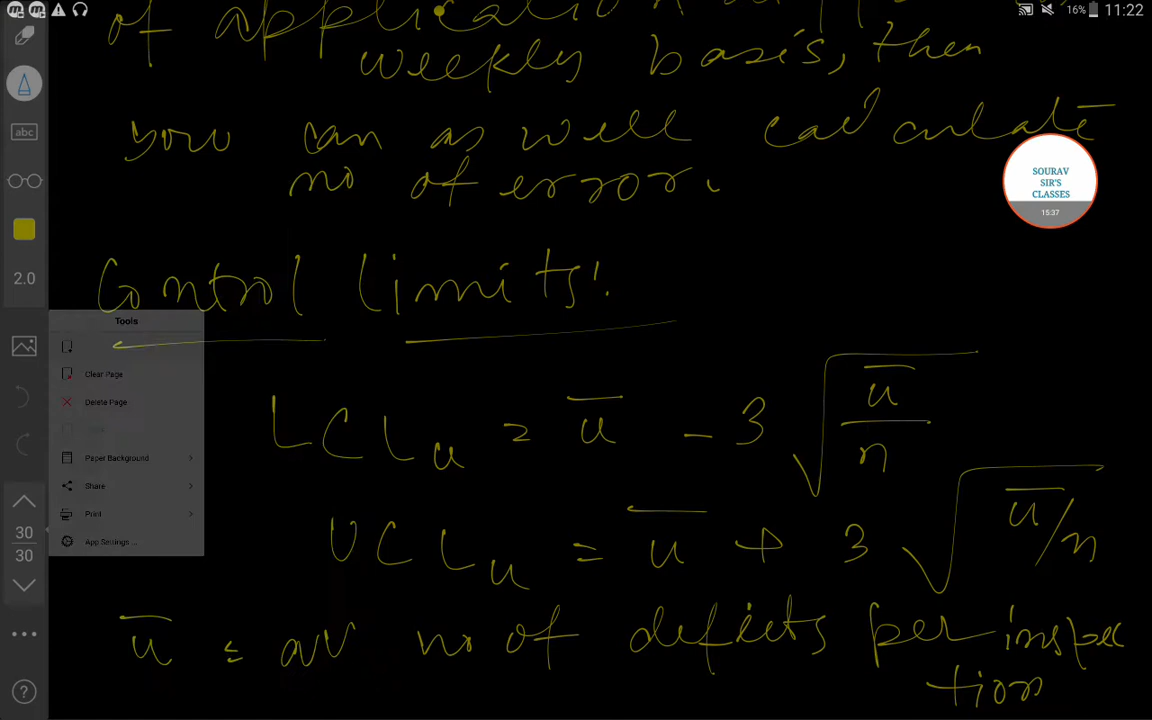 16% 11:22
of application
weekly basis, then
you can as well calculate
no of error.
abc
SOURAV
SIR'S
CLASSES
15:37
2.0
Control limits:
Tools
Clear Page
Delete Page
Paper Background
Share
Print
App Settings ...
30
30
LCL_u = ū - 3 √(ū/n)
UCL_u = ū + 3 √(ū/n)
ū = av no of defects per inspec
tion